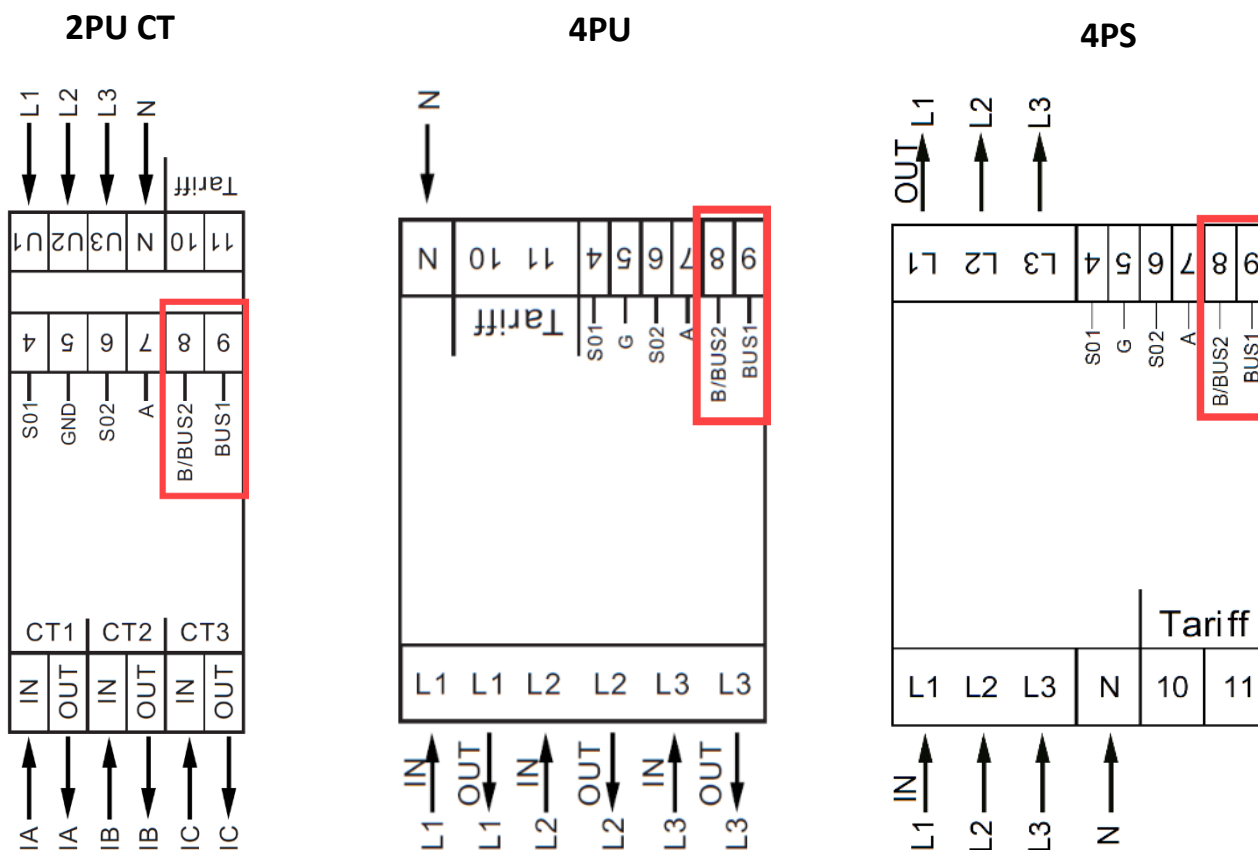 2PU CT
L1 L2 L3 N
Tariff
U1 U2 U3 N 10 11
4 5 6 7 8 9
S01 GND S02 A B/BUS2 BUS1
CT1 CT2 CT3
IN OUT IN OUT IN OUT
IA IA IB IB IC IC
4PU
N
N 10 11 4 5 6 7 8 9
Tariff
S01 G S02 A B/BUS2 BUS1
L1 L1 L2 L2 L3 L3
IN OUT IN OUT IN OUT
L1 L1 L2 L2 L3 L3
4PS
OUT
L1 L2 L3
L1 L2 L3 4 5 6 7 8 9
S01 G S02 A B/BUS2 BUS1
Tariff
L1 L2 L3 N 10 11
IN
L1 L2 L3 N